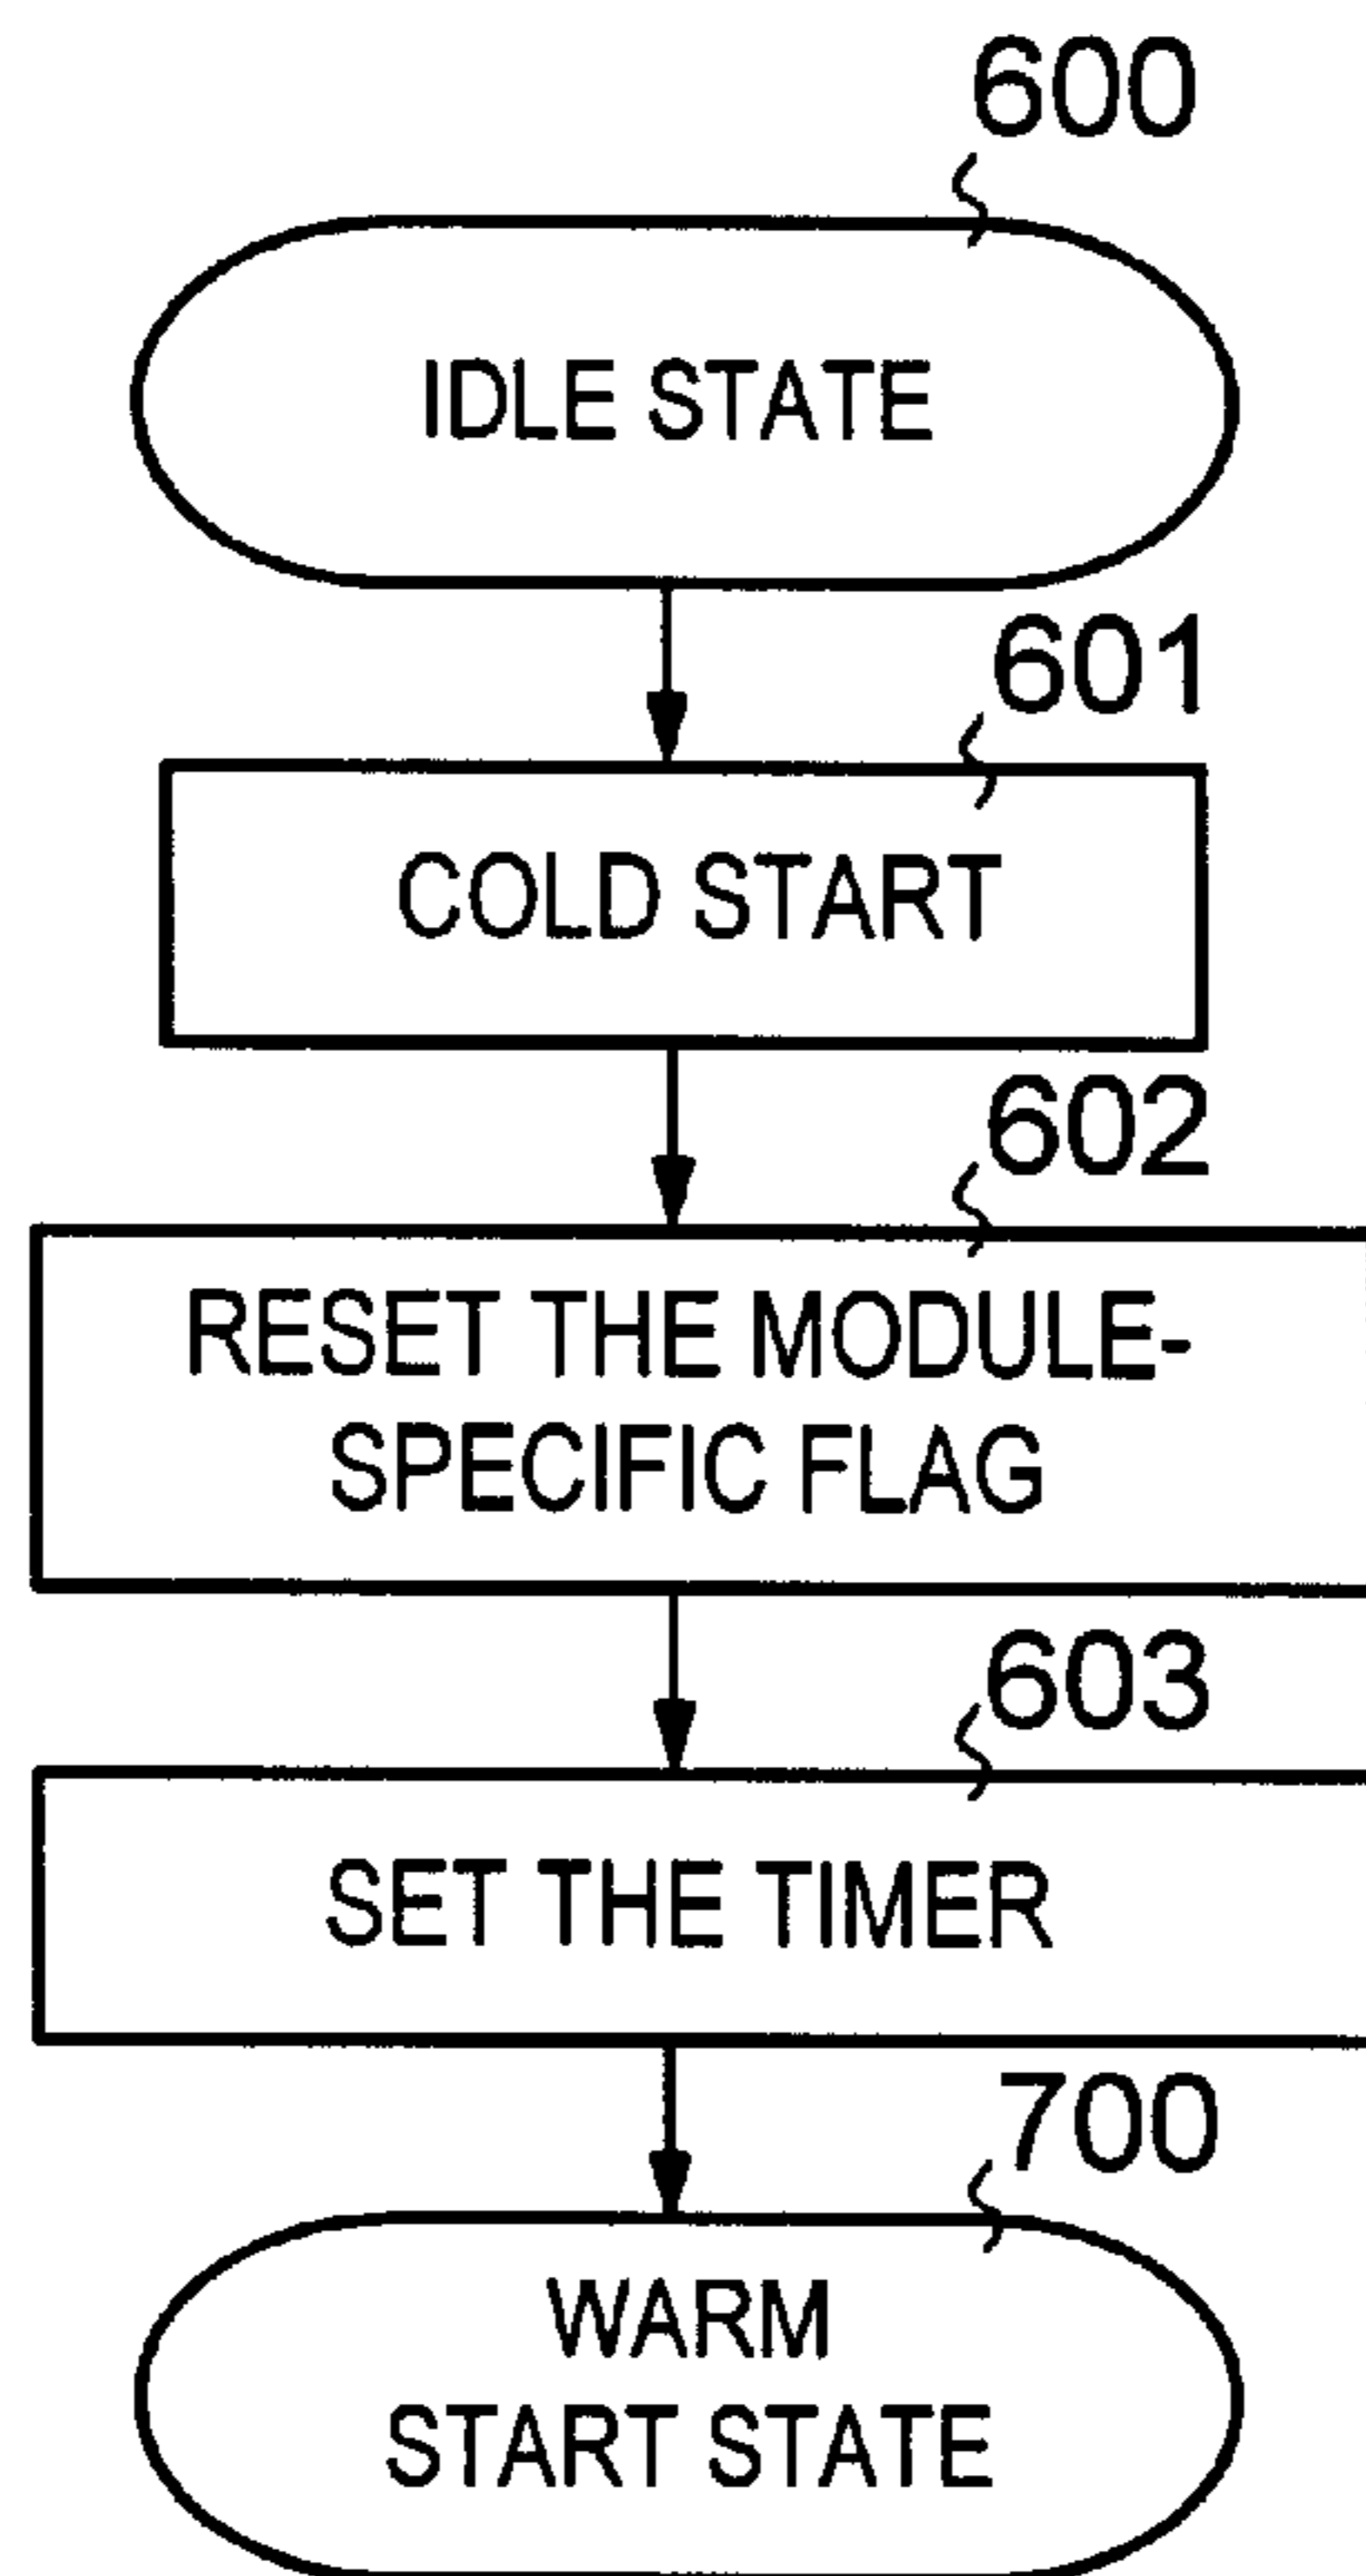 600
IDLE STATE
601
COLD START
602
RESET THE MODULE-
SPECIFIC FLAG
603
SET THE TIMER
700
WARM
START STATE